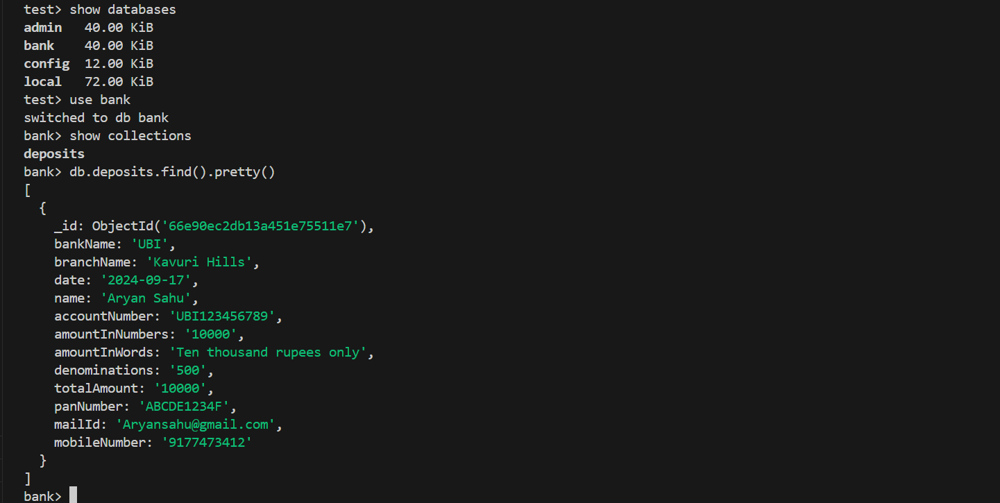 test> show databases
admin   40.00 KiB
bank    40.00 KiB
config  12.00 KiB
local   72.00 KiB
test> use bank
switched to db bank
bank> show collections
deposits
bank> db.deposits.find().pretty()
[
  {
    _id: ObjectId('66e90ec2db13a451e75511e7'),
    bankName: 'UBI',
    branchName: 'Kavuri Hills',
    date: '2024-09-17',
    name: 'Aryan Sahu',
    accountNumber: 'UBI123456789',
    amountInNumbers: '10000',
    amountInWords: 'Ten thousand rupees only',
    denominations: '500',
    totalAmount: '10000',
    panNumber: 'ABCDE1234F',
    mailId: 'Aryansahu@gmail.com',
    mobileNumber: '9177473412'
  }
]
bank>